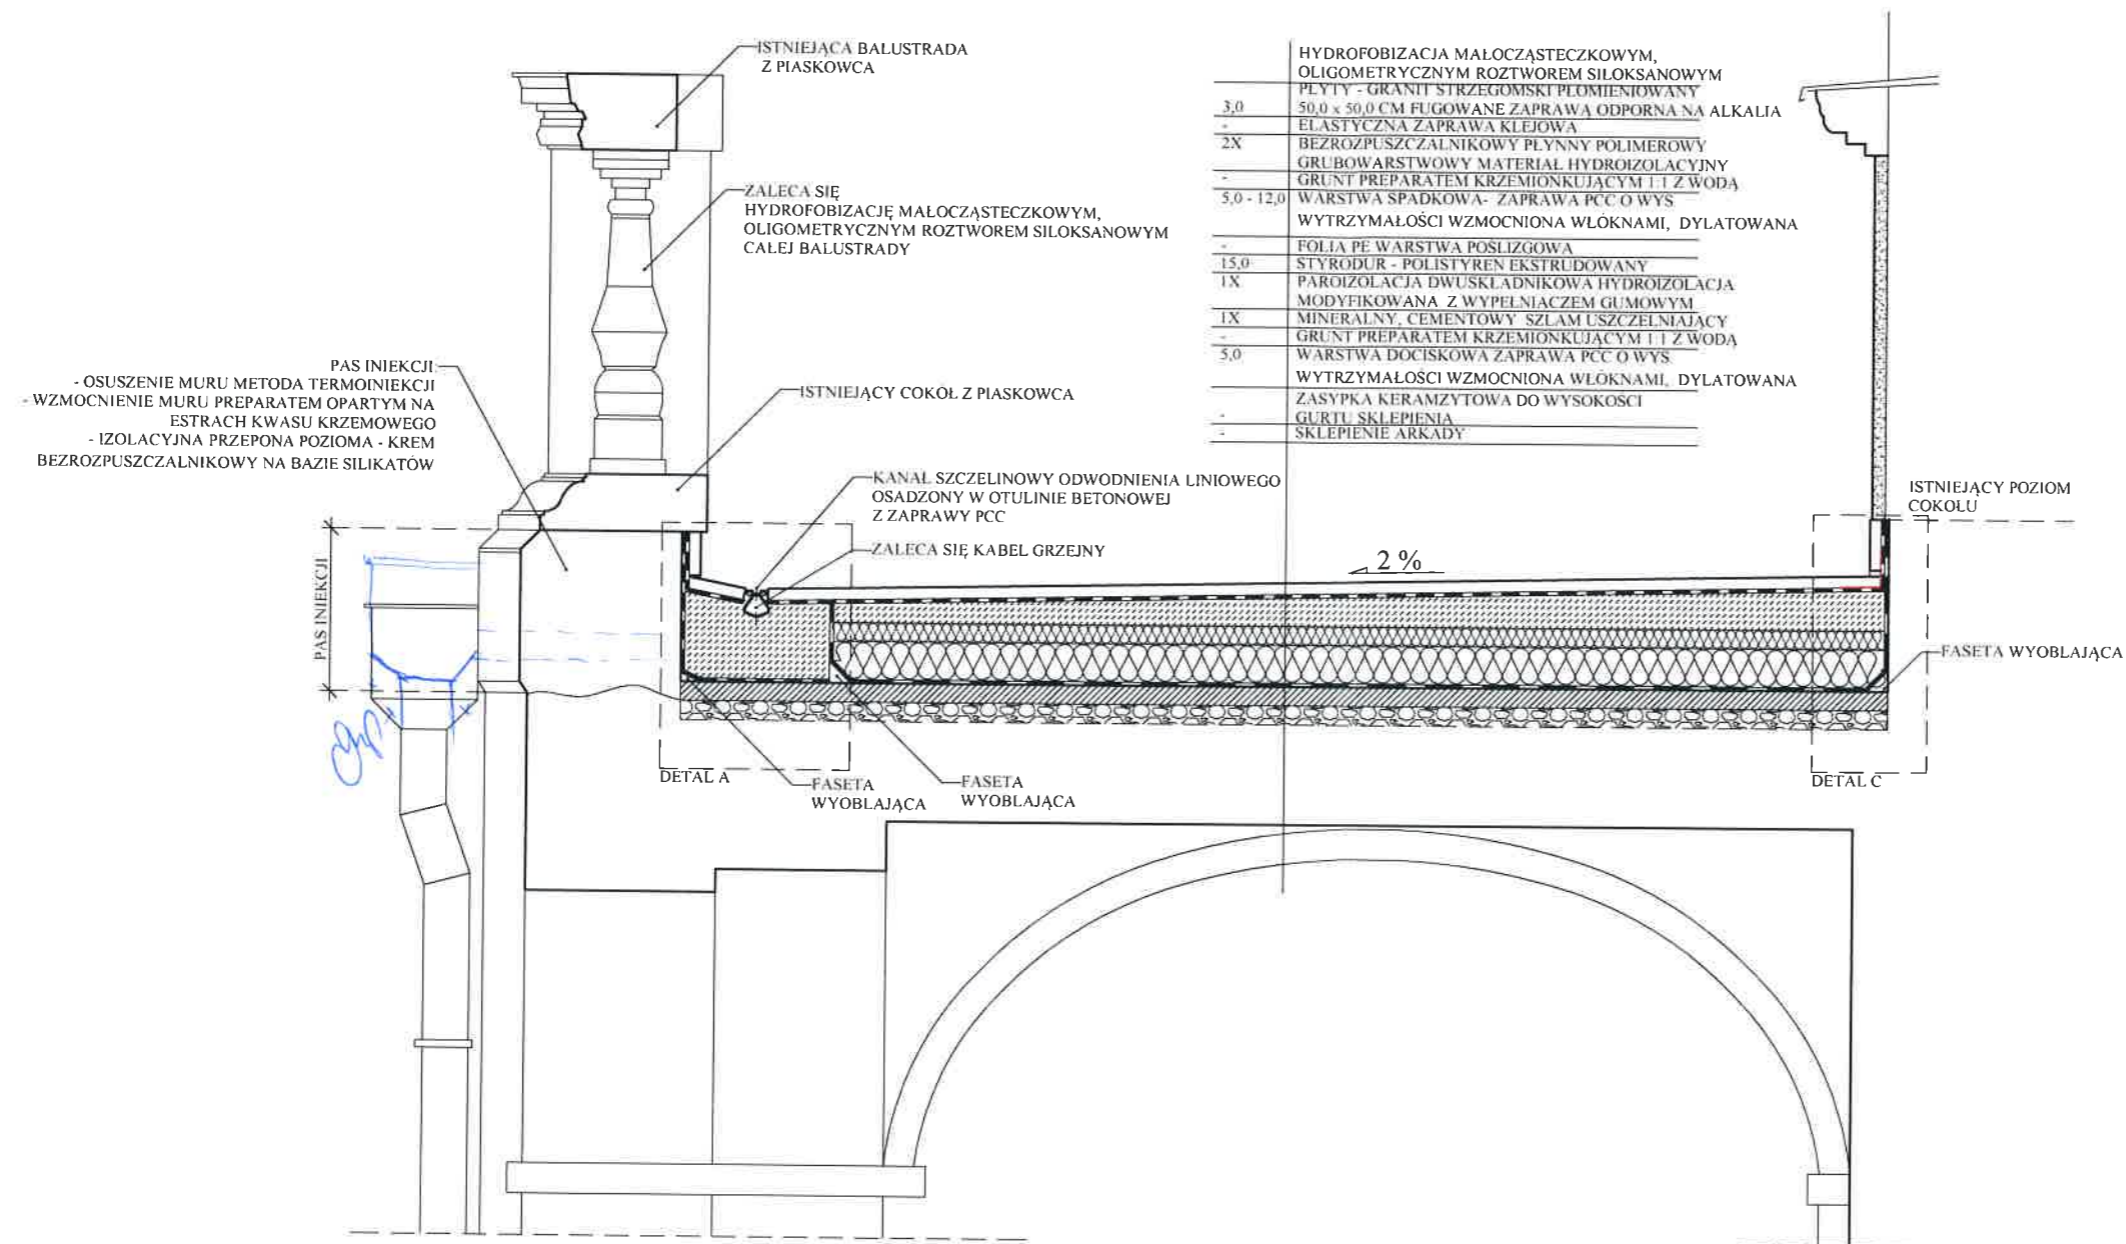 ISTNIEJĄCA BALUSTRADA
Z PIASKOWCA
ZALECA SIĘ
HYDROFOBIZACJĘ MAŁOCZĄSTECZKOWYM,
OLIGOMETRYCZNYM ROZTWOREM SILOKSANOWYM
CAŁEJ BALUSTRADY
HYDROFOBIZACJA MAŁOCZĄSTECZKOWYM,
OLIGOMETRYCZNYM ROZTWOREM SILOKSANOWYM
PŁYTY - GRANIT STRZEGOMSKI PŁOMIENIOWANY
3,0 50,0 x 50,0 CM FUGOWANE ZAPRAWĄ ODPORNA NA ALKALIA
- ELASTYCZNA ZAPRAWA KLEJOWA
2X BEZROZPUSZCZALNIKOWY PŁYNNY POLIMEROWY
GRUBOWARSTWOWY MATERIAŁ HYDROIZOLACYJNY
- GRUNT PREPARATEM KRZEMIONKUJĄCYM 1:1 Z WODĄ
5,0 - 12,0 WARSTWA SPADKOWA- ZAPRAWA PCC O WYS.
WYTRZYMAŁOŚCI WZMOCNIONA WŁÓKNAMI, DYLATOWANA
- FOLIA PE WARSTWA POŚLIZGOWA
15,0 STYRODUR - POLISTYREN EKSTRUDOWANY
1X PAROIZOLACJA DWUSKŁADNIKOWA HYDROIZOLACJA
MODYFIKOWANA Z WYPEŁNIACZEM GUMOWYM
1X MINERALNY, CEMENTOWY SZLAM USZCZELNIAJĄCY
- GRUNT PREPARATEM KRZEMIONKUJĄCYM 1:1 Z WODĄ
5,0 WARSTWA DOCISKOWA ZAPRAWA PCC O WYS.
WYTRZYMAŁOŚCI WZMOCNIONA WŁÓKNAMI, DYLATOWANA
ZASYPKA KERAMZYTOWA DO WYSOKOŚCI
- GURTU SKLEPIENIA
- SKLEPIENIE ARKADY
PAS INIEKCJI:
- OSUSZENIE MURU METODA TERMOINIEKCJI
- WZMOCNIENIE MURU PREPARATEM OPARTYM NA
ESTRACH KWASU KRZEMOWEGO
- IZOLACYJNA PRZEPONA POZIOMA - KREM
BEZROZPUSZCZALNIKOWY NA BAZIE SILIKATÓW
ISTNIEJĄCY COKÓŁ Z PIASKOWCA
KANAŁ SZCZELINOWY ODWODNIENIA LINIOWEGO
OSADZONY W OTULINIE BETONOWEJ
Z ZAPRAWY PCC
ZALECA SIĘ KABEL GRZEJNY
ISTNIEJĄCY POZIOM
COKOŁU
2 %
PAS INIEKCJI
FASETA WYOBLAJĄCA
DETAL A
FASETA
WYOBLAJĄCA
FASETA
WYOBLAJĄCA
DETAL C